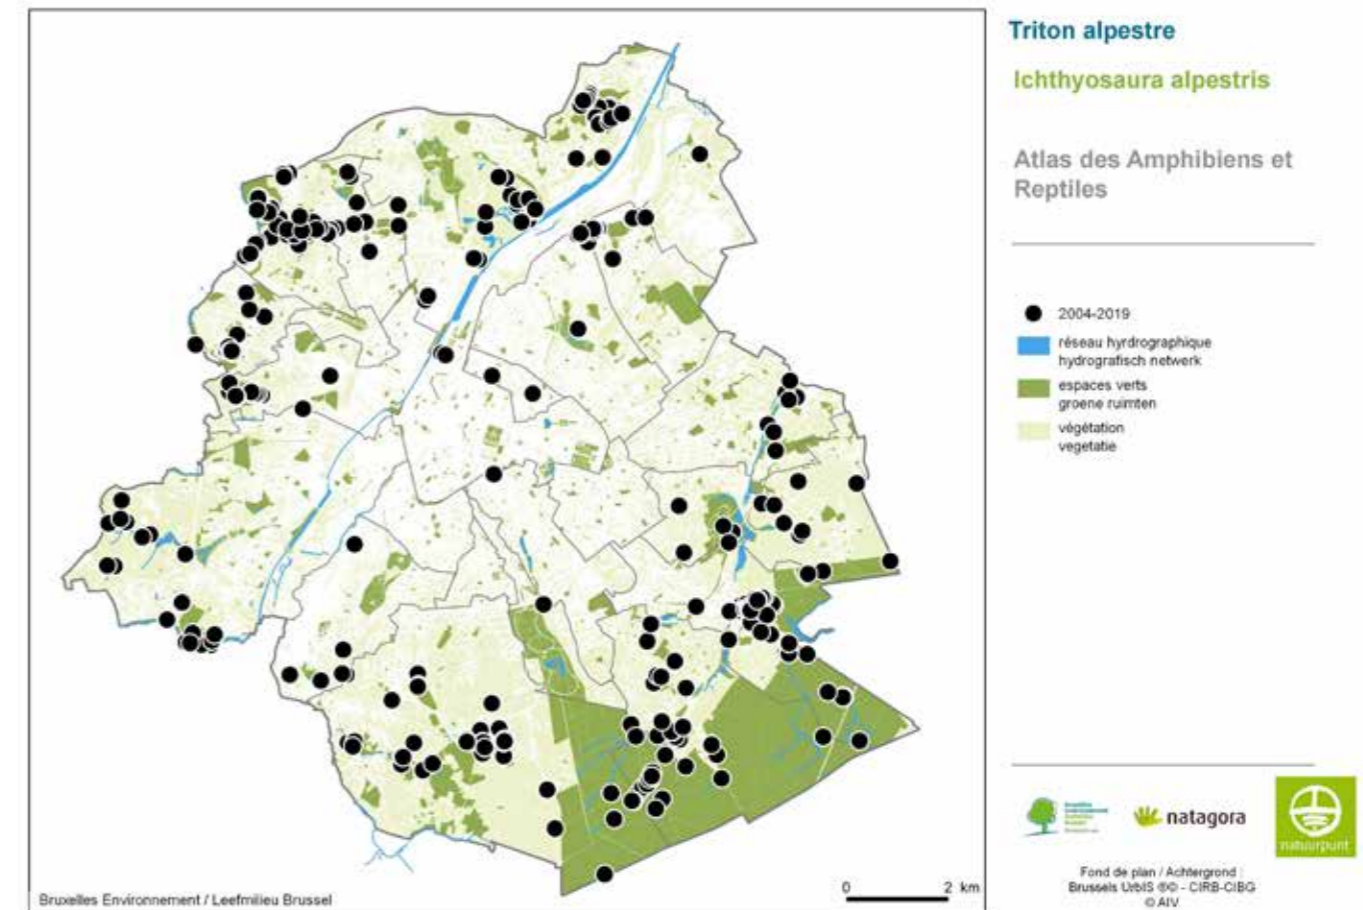 Triton alpestre
Ichthyosaura alpestris
Atlas des Amphibiens et
Reptiles
2004-2019
réseau hyrdrographique
hydrografisch netwerk
espaces verts
groene ruimten
végétation
vegetatie
natagora
natuurpunt
Fond de plan / Achtergrond :
Brussels UrbIS ®© - CIRB-CIBG
© AIV
0 2 km
Bruxelles Environnement / Leefmilieu Brussel